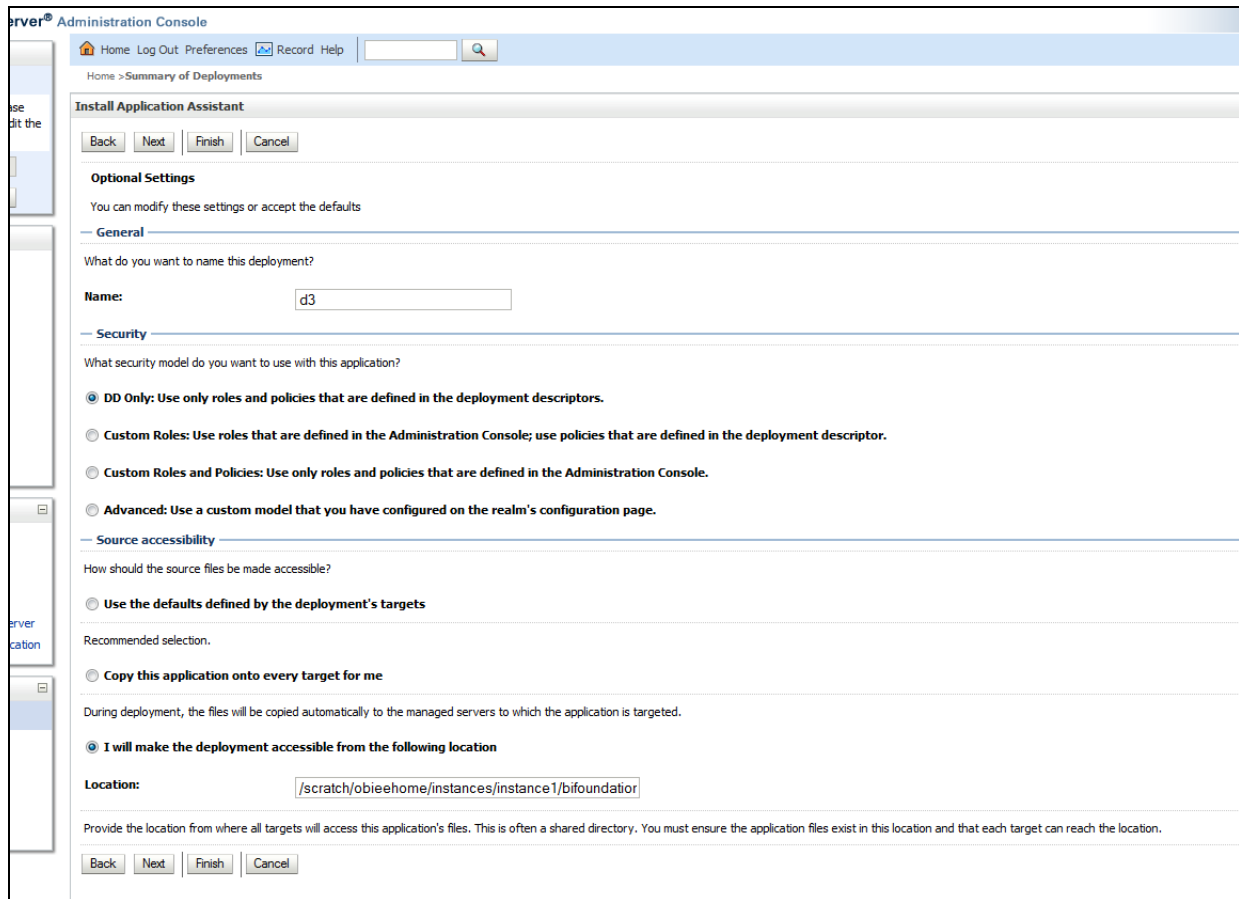 erver® Administration Console
Home Log Out Preferences Record Help
Home >Summary of Deployments
ase
dit the
Install Application Assistant
Back Next Finish Cancel
Optional Settings
You can modify these settings or accept the defaults
General
What do you want to name this deployment?
Name: d3
Security
What security model do you want to use with this application?
DD Only: Use only roles and policies that are defined in the deployment descriptors.
Custom Roles: Use roles that are defined in the Administration Console; use policies that are defined in the deployment descriptor.
Custom Roles and Policies: Use only roles and policies that are defined in the Administration Console.
Advanced: Use a custom model that you have configured on the realm's configuration page.
Source accessibility
How should the source files be made accessible?
Use the defaults defined by the deployment's targets
erver
Recommended selection.
cation
Copy this application onto every target for me
During deployment, the files will be copied automatically to the managed servers to which the application is targeted.
I will make the deployment accessible from the following location
Location: /scratch/obieehome/instances/instance1/bifoundation
Provide the location from where all targets will access this application's files. This is often a shared directory. You must ensure the application files exist in this location and that each target can reach the location.
Back Next Finish Cancel